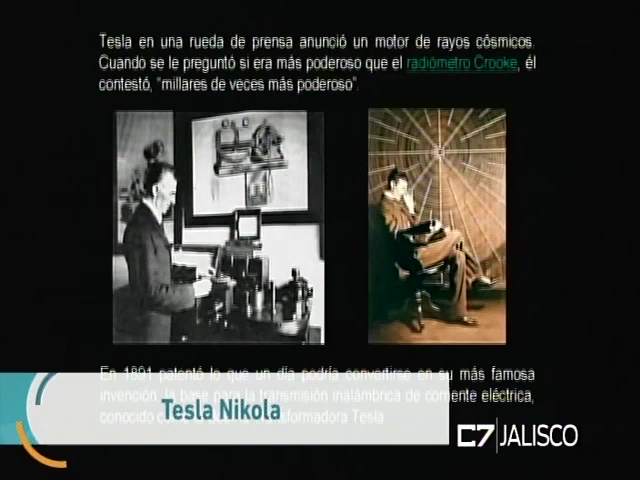 Tesla en una rueda de prensa anunció un motor de rayos cósmicos.
Cuando se le preguntó si era más poderoso que el radiómetro Crooke, él
contestó, "millares de veces más poderoso".
En 1891 patentó lo que un día podría convertirse en su más famosa
invención: la base para la transmisión inalámbrica de corriente eléctrica,
conocido como la transformadora Tesla
Tesla Nikola
C7 JALISCO